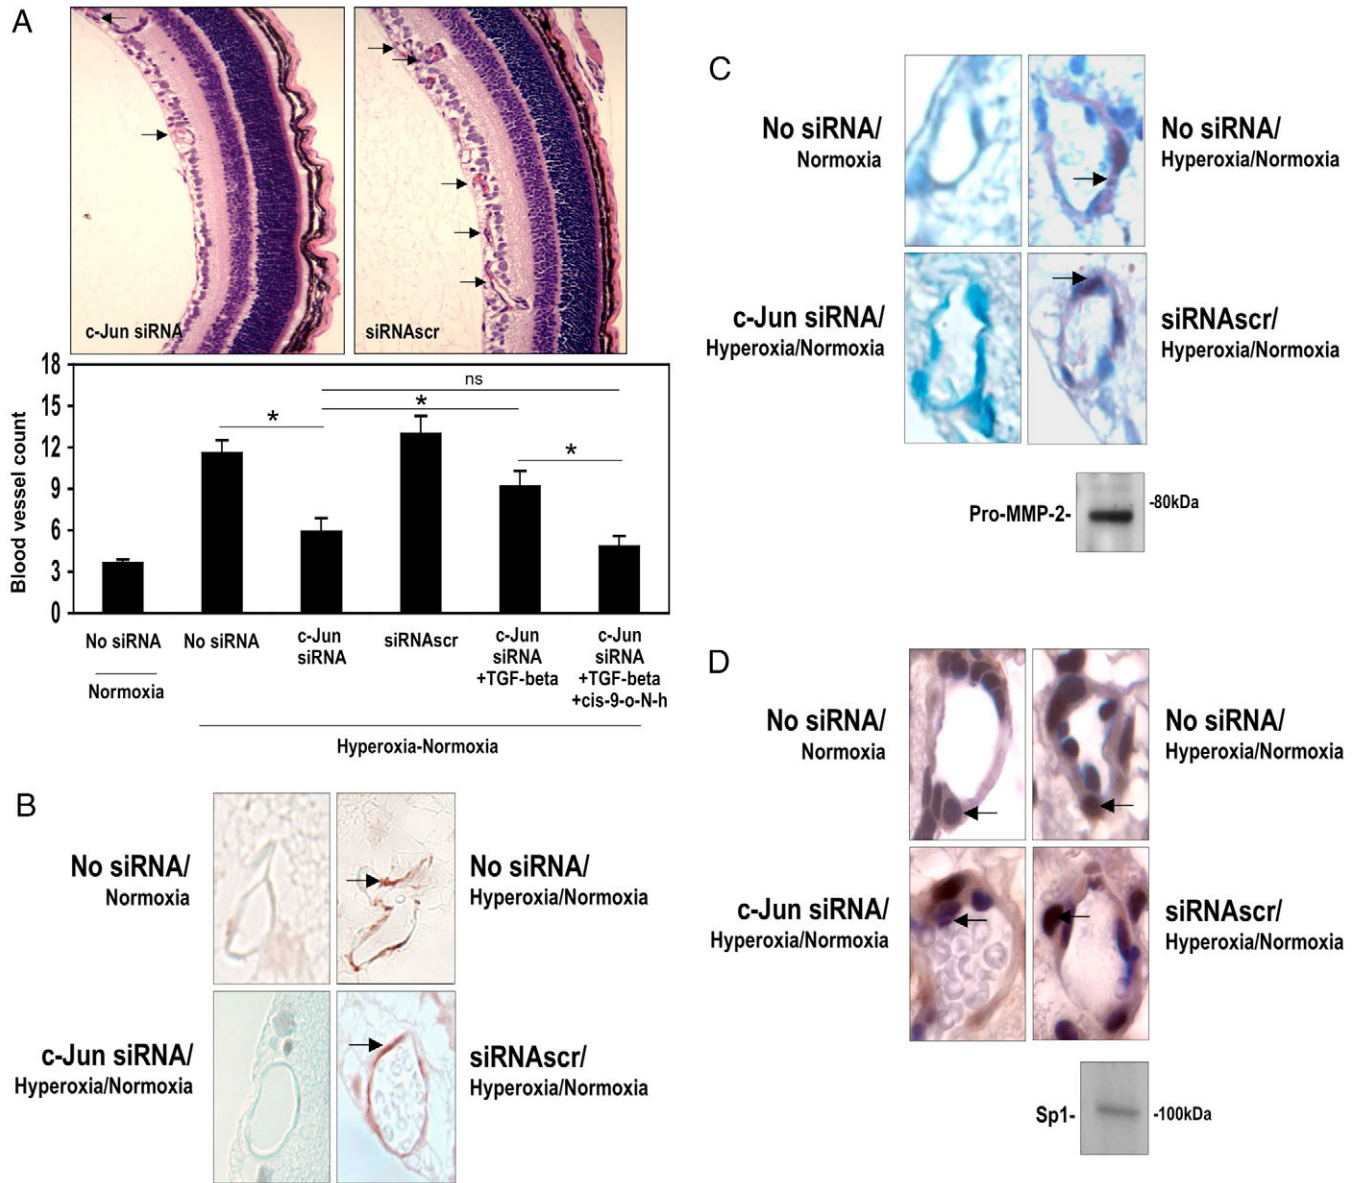 A
c-Jun siRNA
siRNAscr
Blood vessel count
18
15
12
9
6
3
0
ns
*
*
*
No siRNA
No siRNA
c-Jun
siRNA
siRNAscr
c-Jun
siRNA
+TGF-beta
c-Jun
siRNA
+TGF-beta
+cis-9-o-N-h
Normoxia
Hyperoxia-Normoxia
B
No siRNA/
Normoxia
No siRNA/
Hyperoxia/Normoxia
c-Jun siRNA/
Hyperoxia/Normoxia
siRNAscr/
Hyperoxia/Normoxia
C
No siRNA/
Normoxia
No siRNA/
Hyperoxia/Normoxia
c-Jun siRNA/
Hyperoxia/Normoxia
siRNAscr/
Hyperoxia/Normoxia
Pro-MMP-2-
-80kDa
D
No siRNA/
Normoxia
No siRNA/
Hyperoxia/Normoxia
c-Jun siRNA/
Hyperoxia/Normoxia
siRNAscr/
Hyperoxia/Normoxia
Sp1-
-100kDa